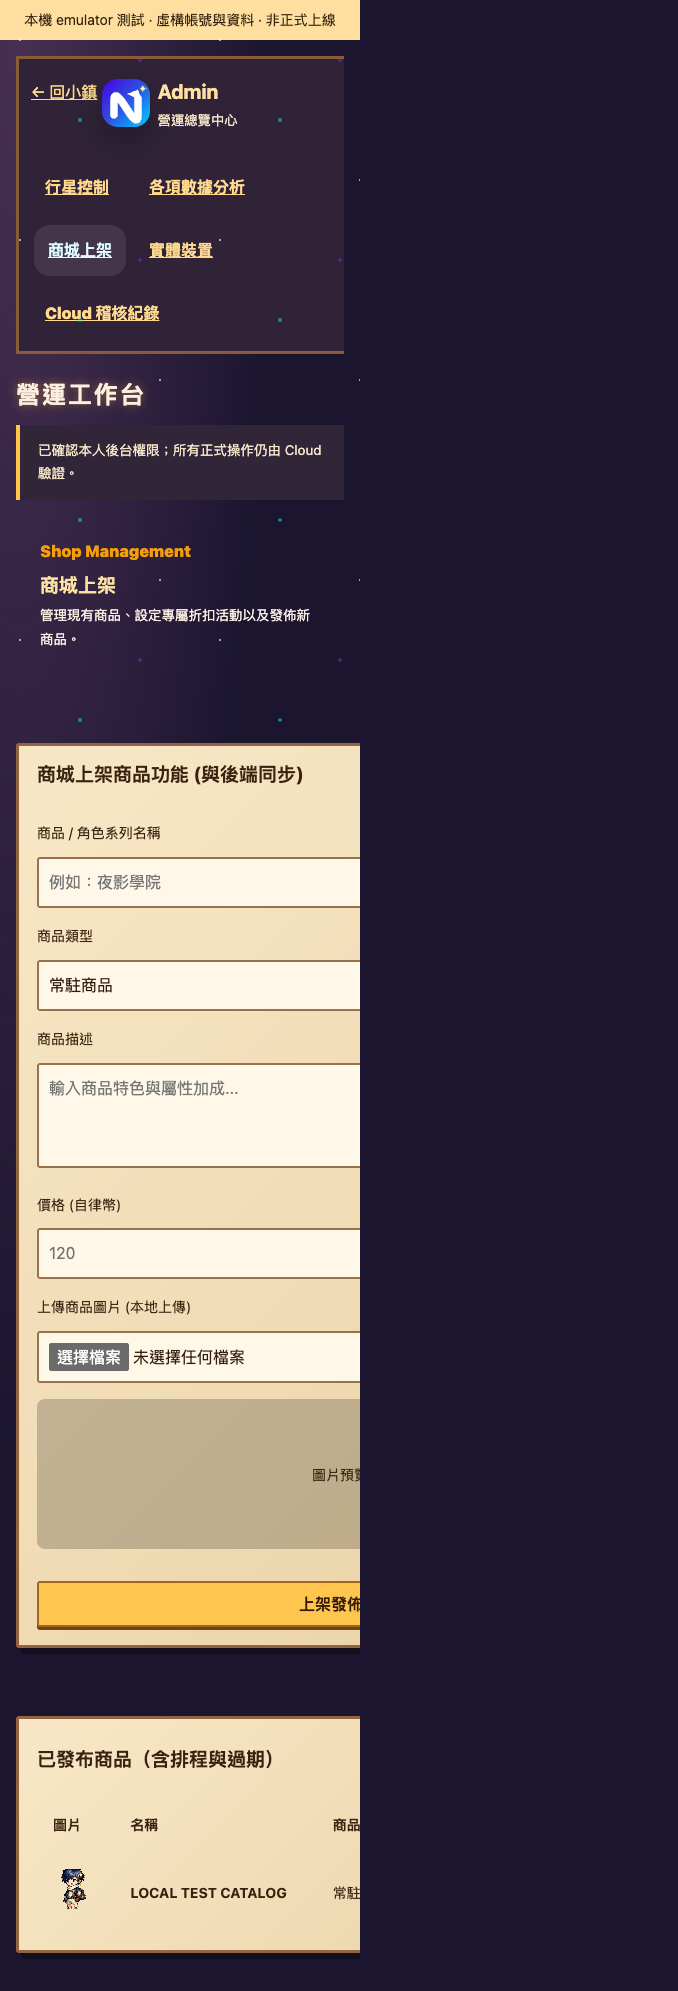 本機 emulator 測試 · 虛構帳號與資料 · 非正式上線
← 回小鎮
Admin
營運總覽中心
行星控制
各項數據分析
商城上架
實體裝置
Cloud 稽核紀錄
營運工作台
已確認本人後台權限；所有正式操作仍由 Cloud
驗證。
Shop Management
商城上架
管理現有商品、設定專屬折扣活動以及發佈新
商品。
商城上架商品功能 (與後端同步)
商品 / 角色系列名稱
例如：夜影學院
商品類型
常駐商品
商品描述
輸入商品特色與屬性加成...
價格 (自律幣)
120
上傳商品圖片 (本地上傳)
選擇檔案 未選擇任何檔案
圖片預覽
上架發佈
已發布商品（含排程與過期）
圖片 名稱 商品
LOCAL TEST CATALOG 常駐